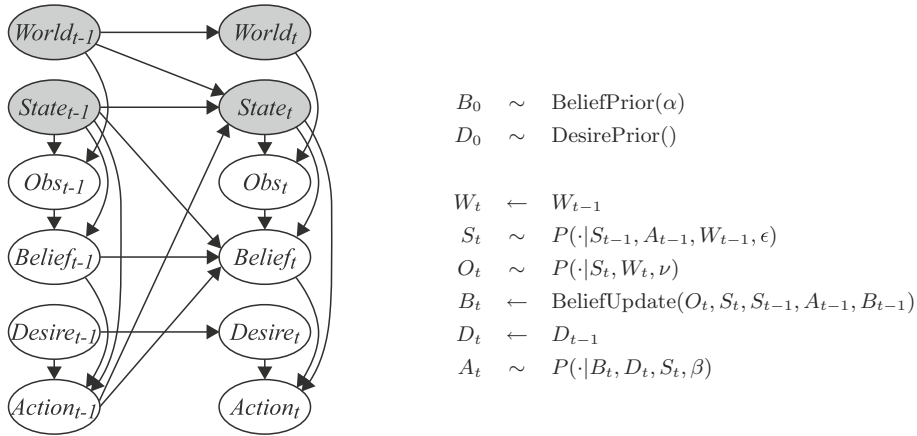 World_{t-1} World_t
State_{t-1} State_t
Obs_{t-1} Obs_t
Belief_{t-1} Belief_t
Desire_{t-1} Desire_t
Action_{t-1} Action_t
B_0 ∼ BeliefPrior(α)
D_0 ∼ DesirePrior()
W_t ← W_{t−1}
S_t ∼ P(·|S_{t−1}, A_{t−1}, W_{t−1}, ϵ)
O_t ∼ P(·|S_t, W_t, ν)
B_t ← BeliefUpdate(O_t, S_t, S_{t−1}, A_{t−1}, B_{t−1})
D_t ← D_{t−1}
A_t ∼ P(·|B_t, D_t, S_t, β)